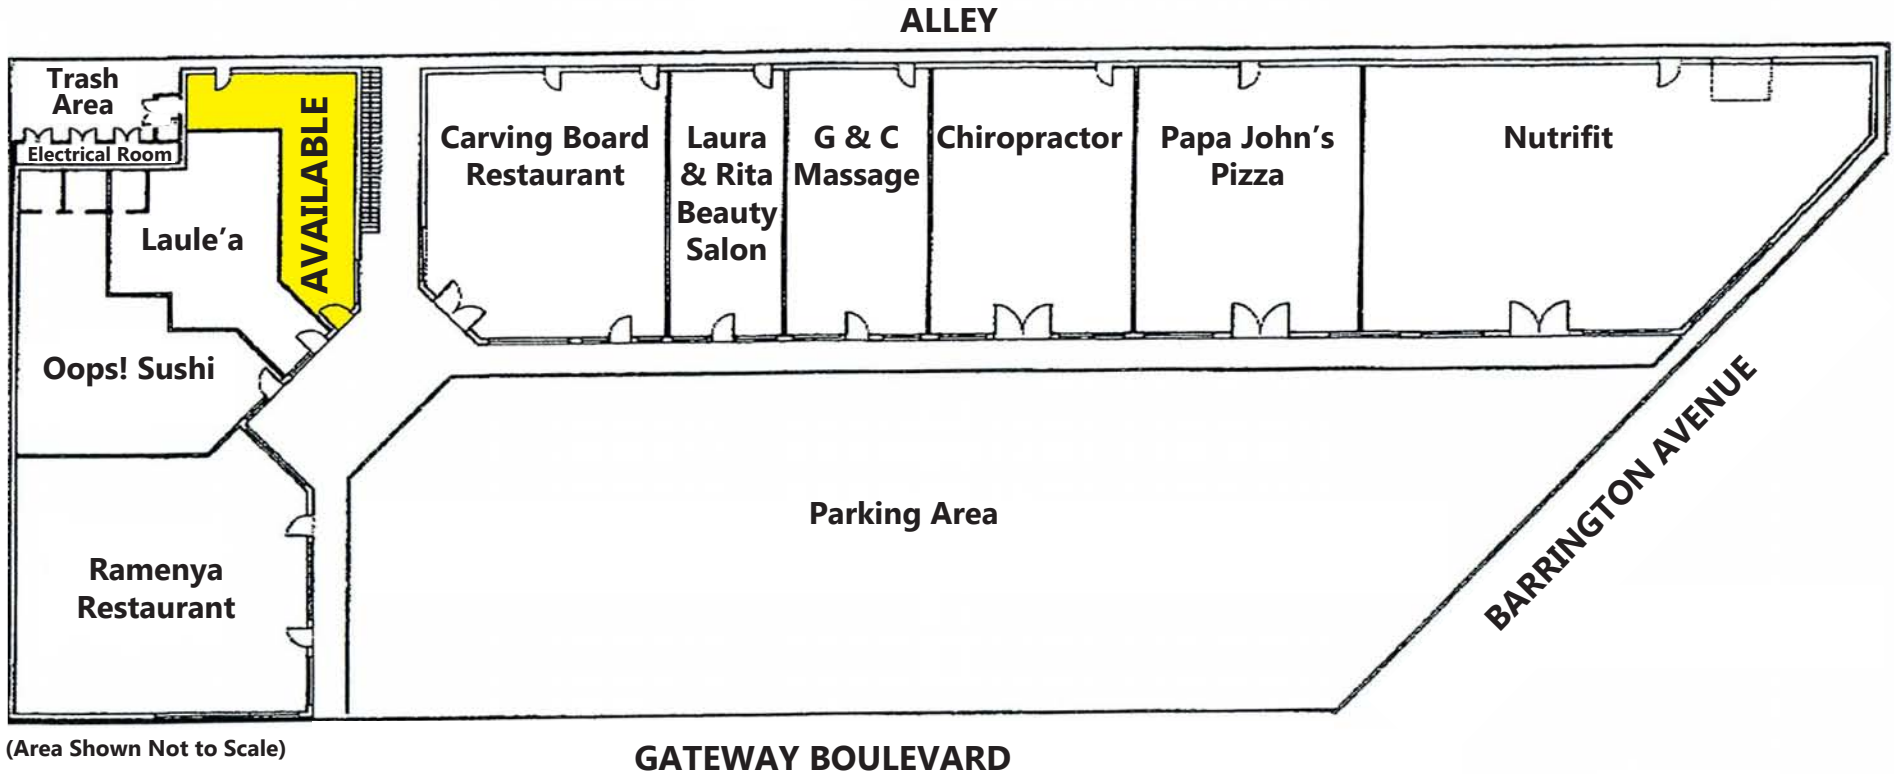 ALLEY
Trash
Area
Electrical Room
AVAILABLE
Laule’a
Oops! Sushi
Ramenya
Restaurant
Carving Board
Restaurant
Laura
& Rita
Beauty
Salon
G & C
Massage
Chiropractor
Papa John’s
Pizza
Nutrifit
Parking Area
BARRINGTON AVENUE
(Area Shown Not to Scale)
GATEWAY BOULEVARD